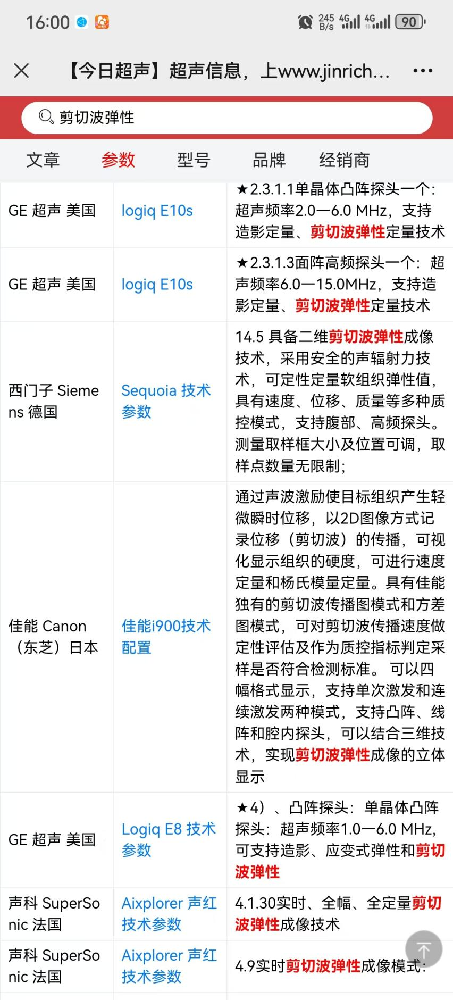 16:00
245 B/s 4G 4G 90
【今日超声】超声信息，上www.jinrich...
剪切波弹性
文章 参数 型号 品牌 经销商
GE 超声 美国
logiq E10s
★2.3.1.1单晶体凸阵探头一个：
超声频率2.0—6.0 MHz，支持
造影定量、剪切波弹性定量技术
GE 超声 美国
logiq E10s
★2.3.1.3面阵高频探头一个：超
声频率6.0—15.0MHz，支持造
影定量、剪切波弹性定量技术
西门子 Sieme
ns 德国
Sequoia 技术
参数
14.5 具备二维剪切波弹性成像
技术，采用安全的声辐射力技
术，可定性定量软组织弹性值，
具有速度、位移、质量等多种质
控模式，支持腹部、高频探头。
测量取样框大小及位置可调，取
样点数量无限制；
佳能 Canon
（东芝）日本
佳能i900技术
配置
通过声波激励使目标组织产生轻
微瞬时位移，以2D图像方式记
录位移（剪切波）的传播，可视
化显示组织的硬度，可进行速度
定量和杨氏模量定量。具有佳能
独有的剪切波传播图模式和方差
图模式，可对剪切波传播速度做
定性评估及作为质控指标判定采
样是否符合检测标准。 可以四
幅格式显示，支持单次激发和连
续激发两种模式，支持凸阵、线
阵和腔内探头，可以结合三维技
术，实现剪切波弹性成像的立体
显示
GE 超声 美国
Logiq E8 技术
参数
★4）、凸阵探头：单晶体凸阵
探头：超声频率1.0—6.0 MHz,
可支持造影、应变式弹性和剪切
波弹性
声科 SuperSo
nic 法国
Aixplorer 声红
技术参数
4.1.30实时、全幅、全定量剪切
波弹性成像技术
声科 SuperSo
nic 法国
Aixplorer 声红
技术参数
4.9实时剪切波弹性成像模式：